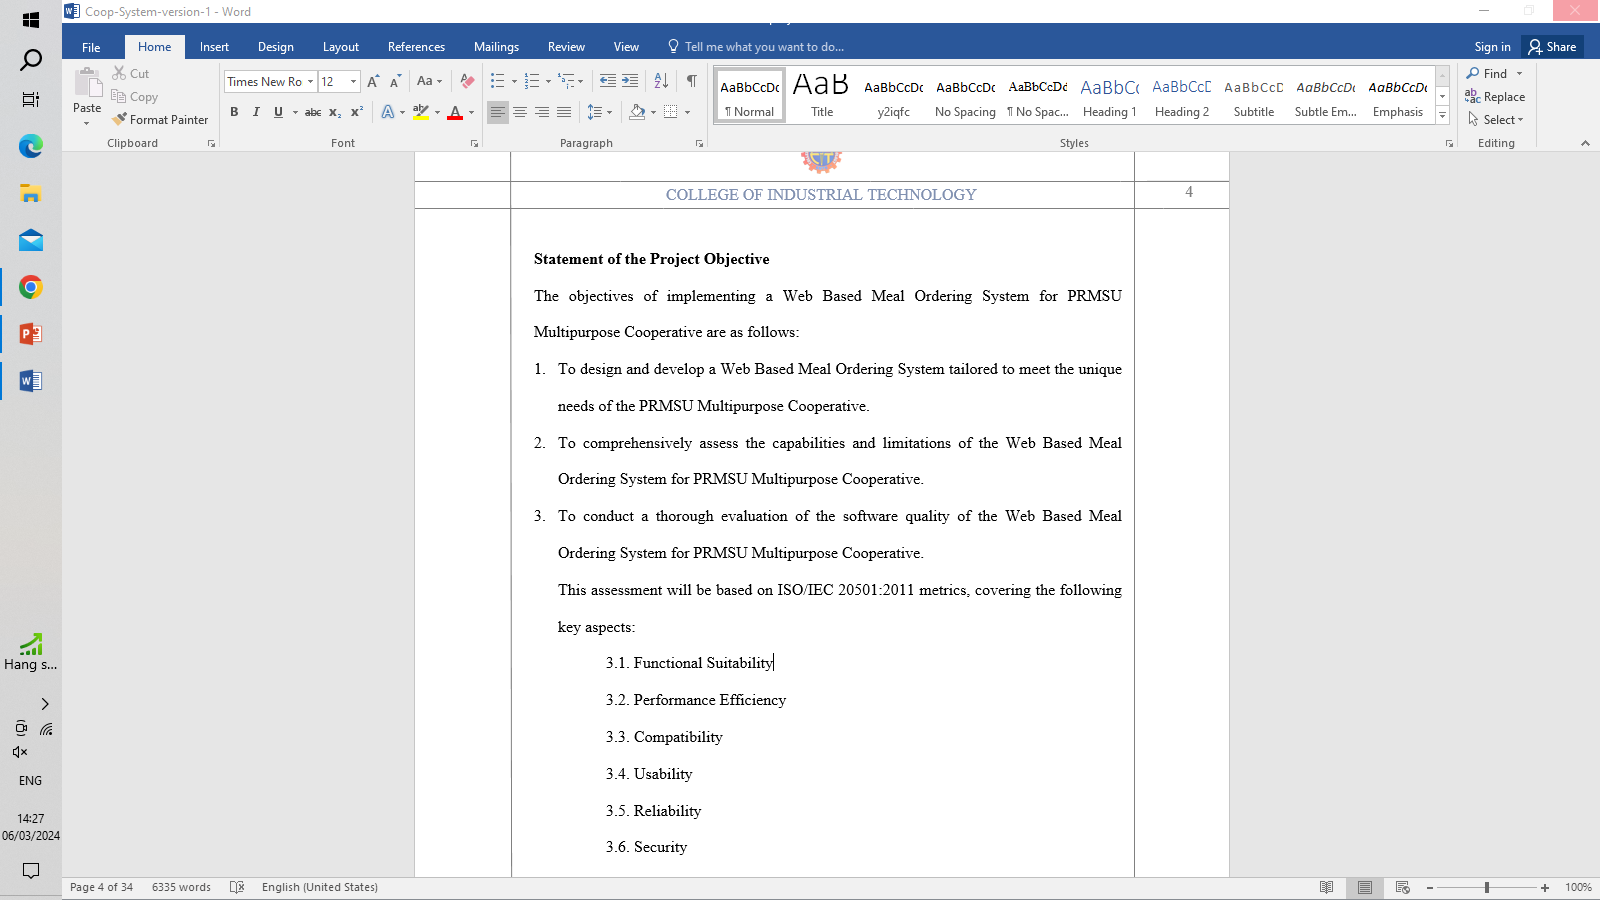 Coop-System-version-1 - Word
File Home Insert Design Layout References Mailings Review View Tell me what you want to do... Sign in Share
Paste
Cut
Copy
Format Painter
Clipboard
Times New Ro 12
Font
Paragraph
AaBbCcDc AaB AaBbCcDc AaBbCcDc AaBbCcDd AaBbC AaBbCcD AaBbCcD AaBbCcDc AaBbCcDc
¶ Normal Title y2iqfc No Spacing ¶ No Spac... Heading 1 Heading 2 Subtitle Subtle Em... Emphasis
Styles
Find
Replace
Select
Editing
CIT
COLLEGE OF INDUSTRIAL TECHNOLOGY 4
Statement of the Project Objective
The objectives of implementing a Web Based Meal Ordering System for PRMSU
Multipurpose Cooperative are as follows:
1. To design and develop a Web Based Meal Ordering System tailored to meet the unique
needs of the PRMSU Multipurpose Cooperative.
2. To comprehensively assess the capabilities and limitations of the Web Based Meal
Ordering System for PRMSU Multipurpose Cooperative.
3. To conduct a thorough evaluation of the software quality of the Web Based Meal
Ordering System for PRMSU Multipurpose Cooperative.
This assessment will be based on ISO/IEC 20501:2011 metrics, covering the following
key aspects:
3.1. Functional Suitability
3.2. Performance Efficiency
3.3. Compatibility
3.4. Usability
3.5. Reliability
3.6. Security
Hang s...
ENG
14:27
06/03/2024
Page 4 of 34 6335 words English (United States) 100%